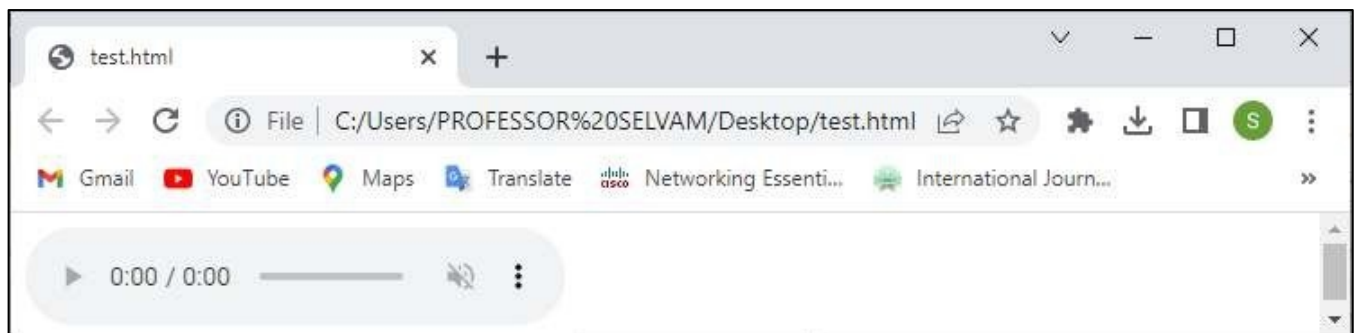 test.html
File | C:/Users/PROFESSOR%20SELVAM/Desktop/test.html S
Gmail YouTube Maps Translate cisco Networking Essenti... International Journ... »
0:00 / 0:00